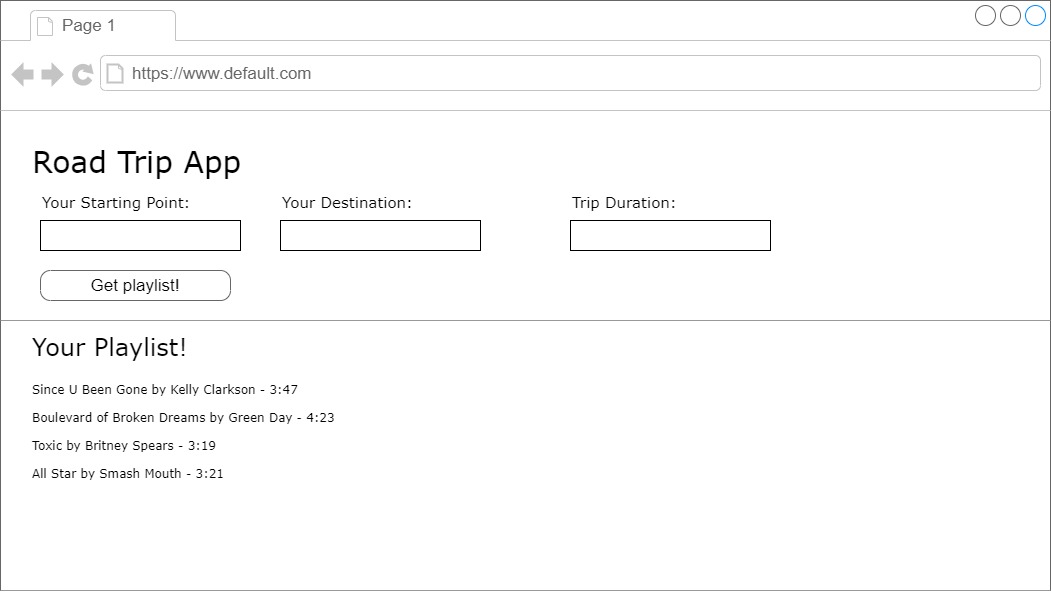 Page 1
https://www.default.com
Road Trip App
Your Starting Point: Your Destination: Trip Duration:
Get playlist!
Your Playlist!
Since U Been Gone by Kelly Clarkson - 3:47
Boulevard of Broken Dreams by Green Day - 4:23
Toxic by Britney Spears - 3:19
All Star by Smash Mouth - 3:21